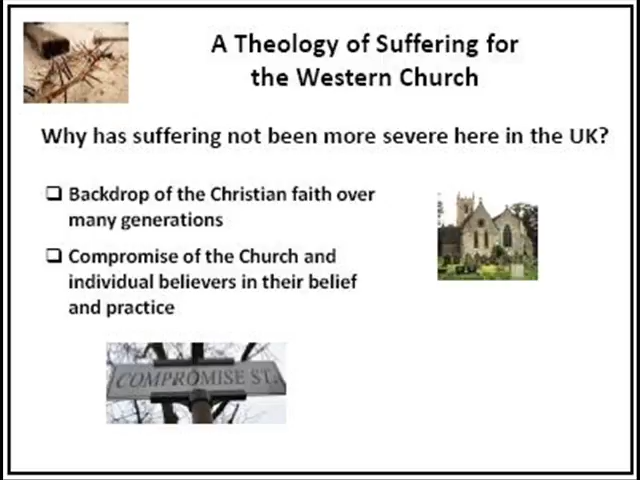 A Theology of Suffering for
the Western Church
Why has suffering not been more severe here in the UK?
Backdrop of the Christian faith over
many generations
Compromise of the Church and
individual believers in their belief
and practice
COMPROMISE ST.